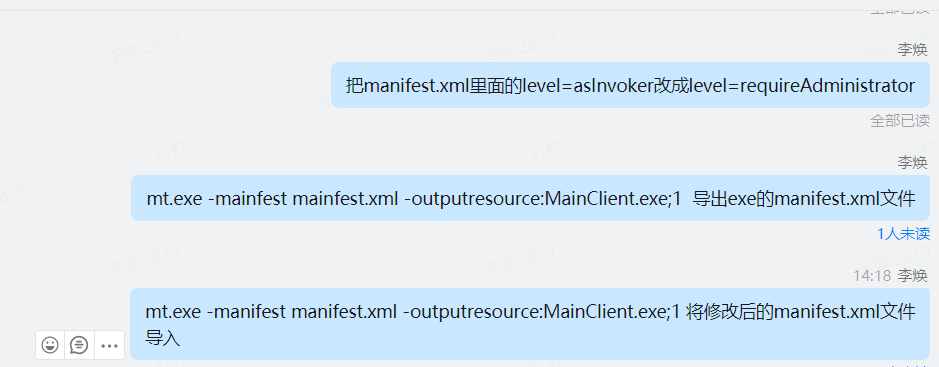 李焕
把manifest.xml里面的level=asInvoker改成level=requireAdministrator
全部已读
李焕
mt.exe -mainfest mainfest.xml -outputresource:MainClient.exe;1  导出exe的manifest.xml文件
1人未读
14:18 李焕
mt.exe -manifest manifest.xml -outputresource:MainClient.exe;1 将修改后的manifest.xml文件
导入